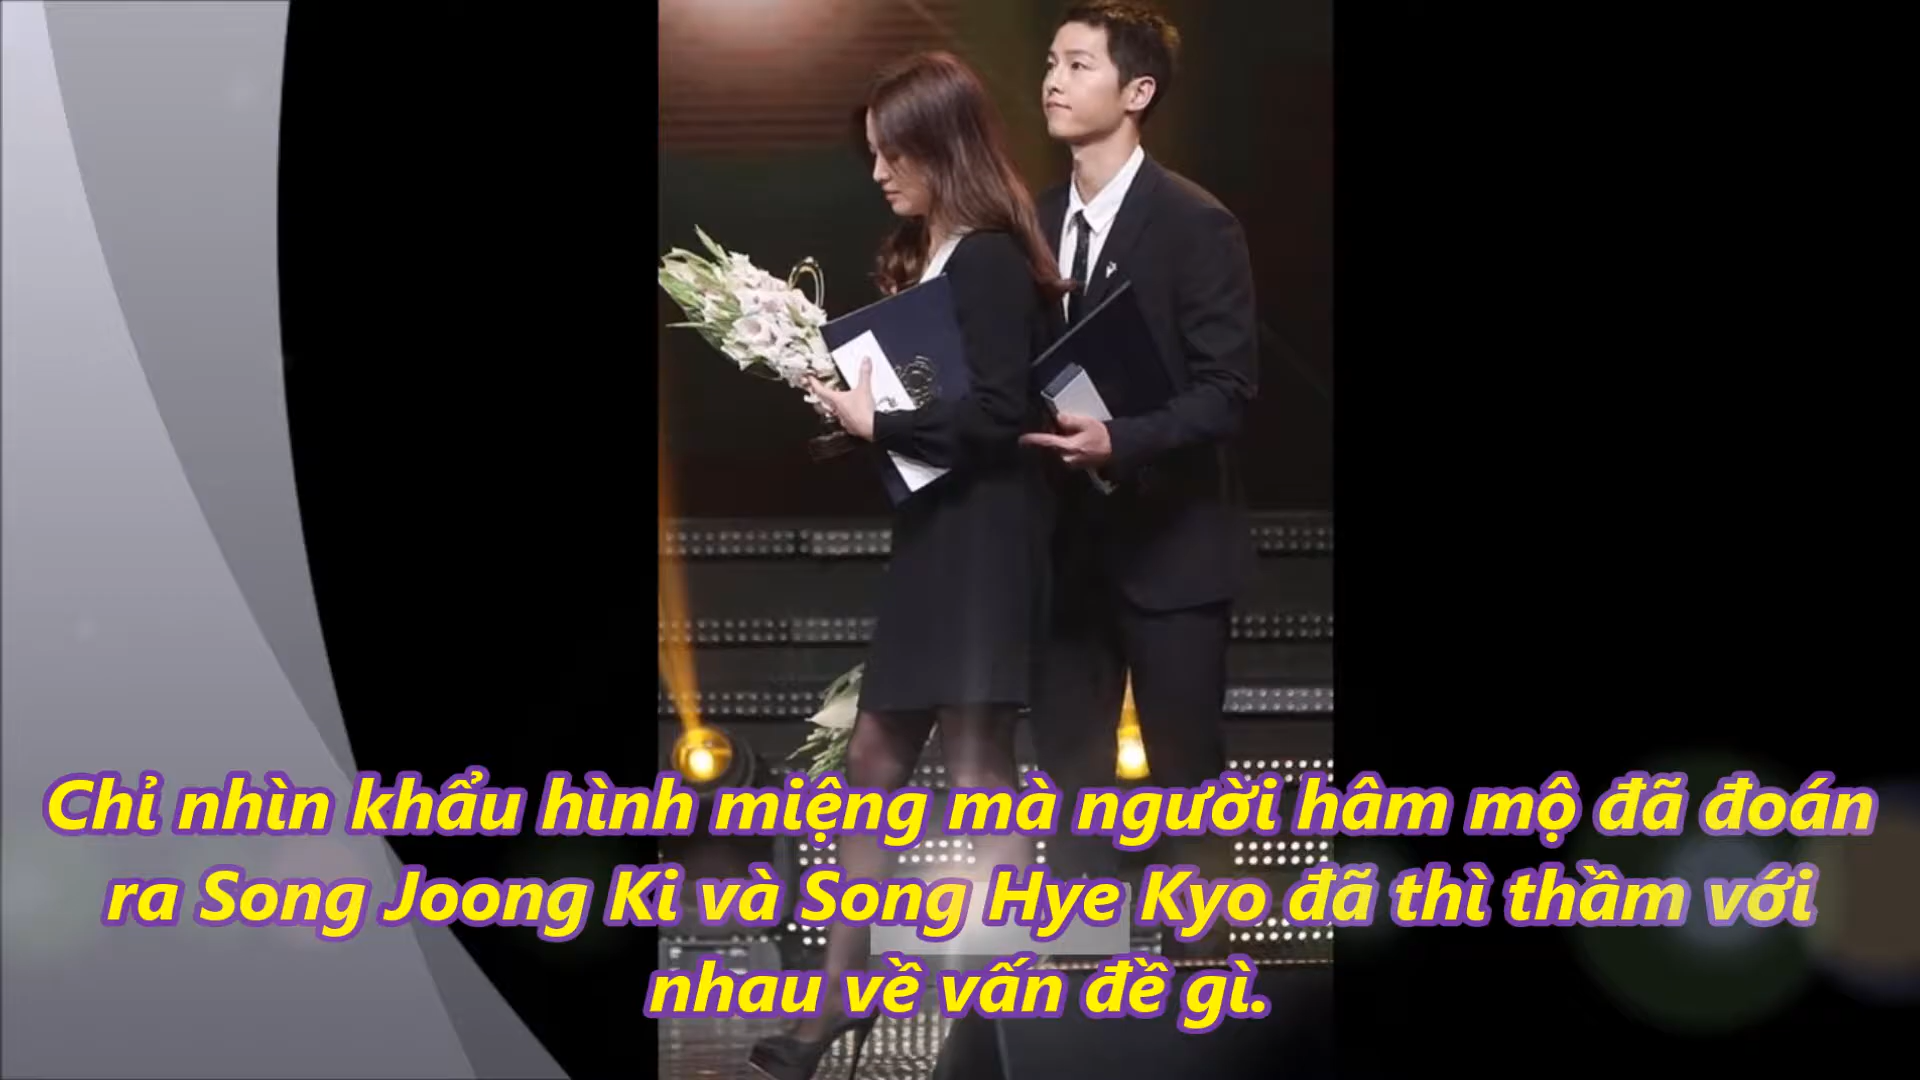 Chỉ nhìn khẩu hình miệng mà người hâm mộ đã đoán
ra Song Joong Ki và Song Hye Kyo đã thì thầm với
nhau về vấn đề gì.